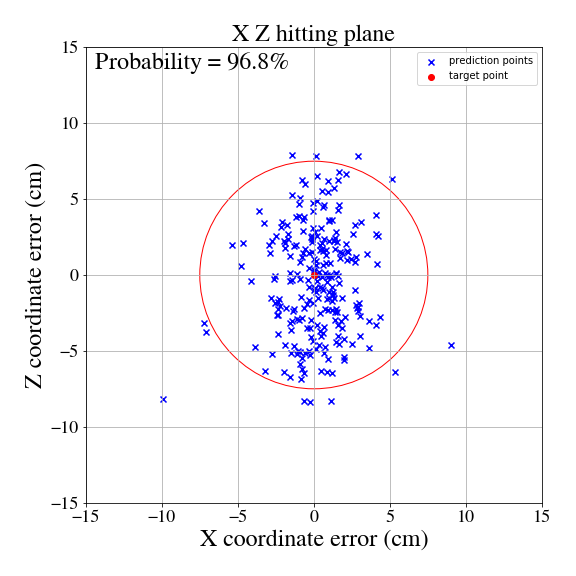 X Z hitting plane
Probability = 96.8%
prediction points
target point
15
10
5
0
−5
−10
−15
Z coordinate error (cm)
−15 −10 −5 0 5 10 15
X coordinate error (cm)